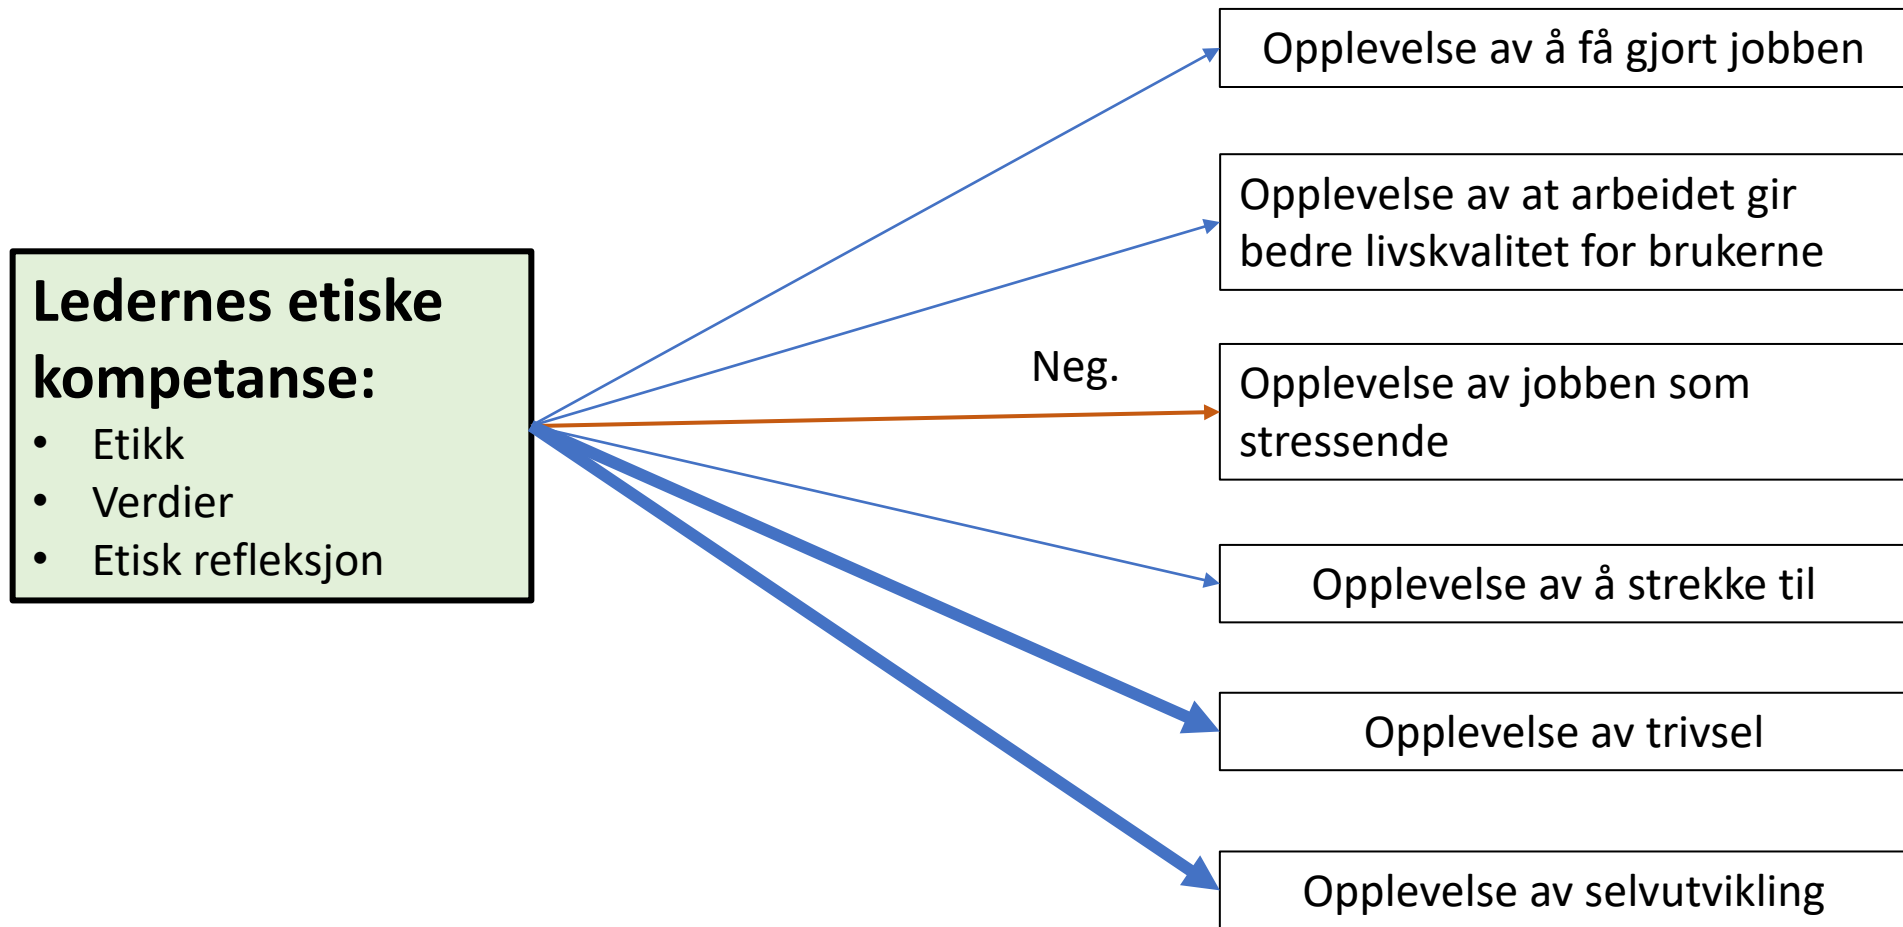 Opplevelse av å få gjort jobben
Opplevelse av at arbeidet gir
bedre livskvalitet for brukerne
Ledernes etiske
kompetanse:
• Etikk
• Verdier
• Etisk refleksjon
Neg.
Opplevelse av jobben som
stressende
Opplevelse av å strekke til
Opplevelse av trivsel
Opplevelse av selvutvikling